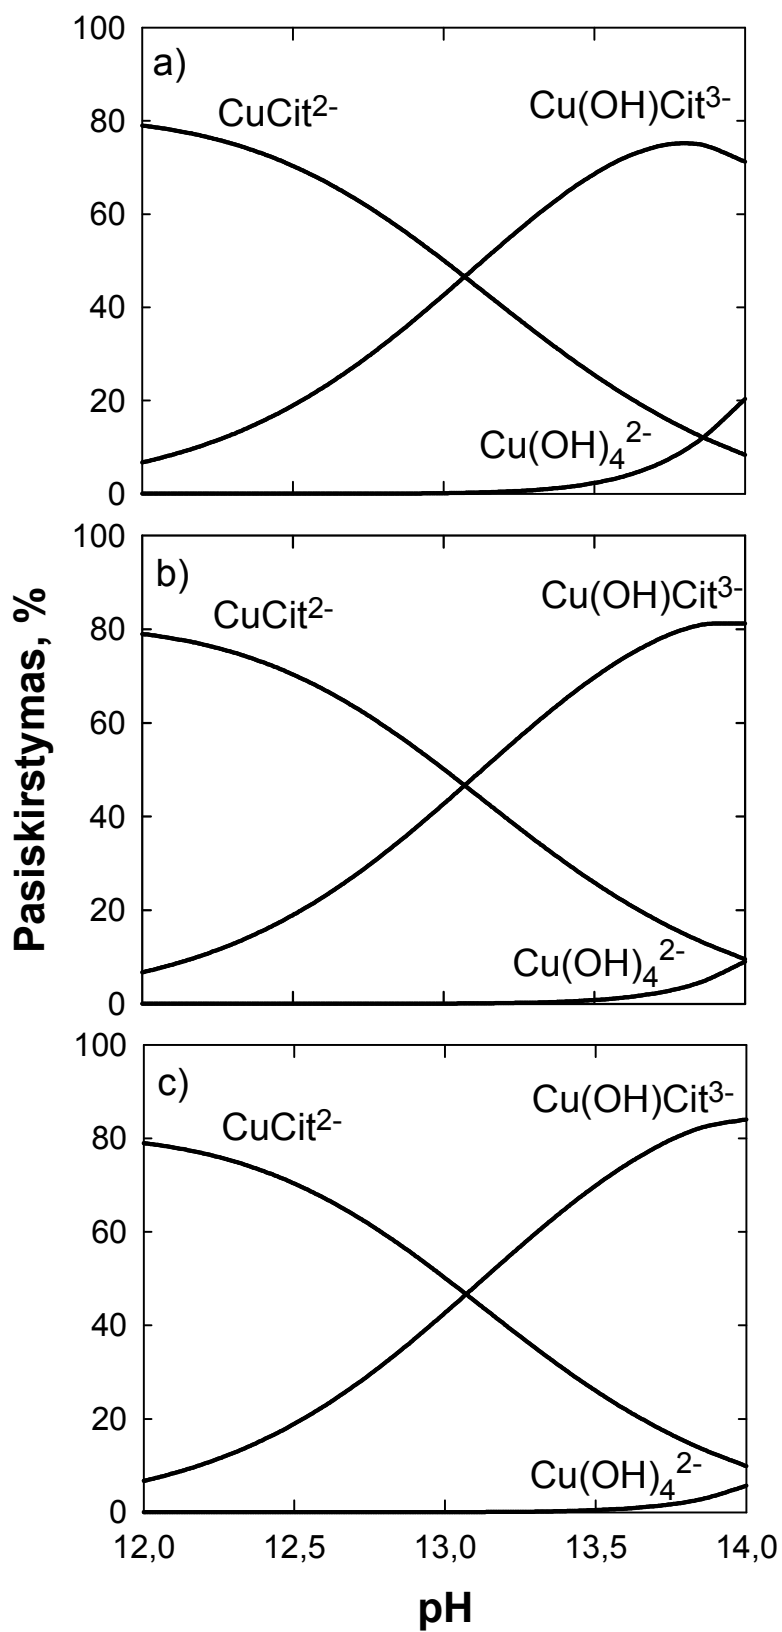 a)
CuCit2-
Cu(OH)Cit3-
Cu(OH)42-
100
80
60
40
20
0
b)
CuCit2-
Cu(OH)Cit3-
Cu(OH)42-
100
80
60
40
20
0
Pasiskirstymas, %
c)
CuCit2-
Cu(OH)Cit3-
Cu(OH)42-
100
80
60
40
20
0
12,0 12,5 13,0 13,5 14,0
pH